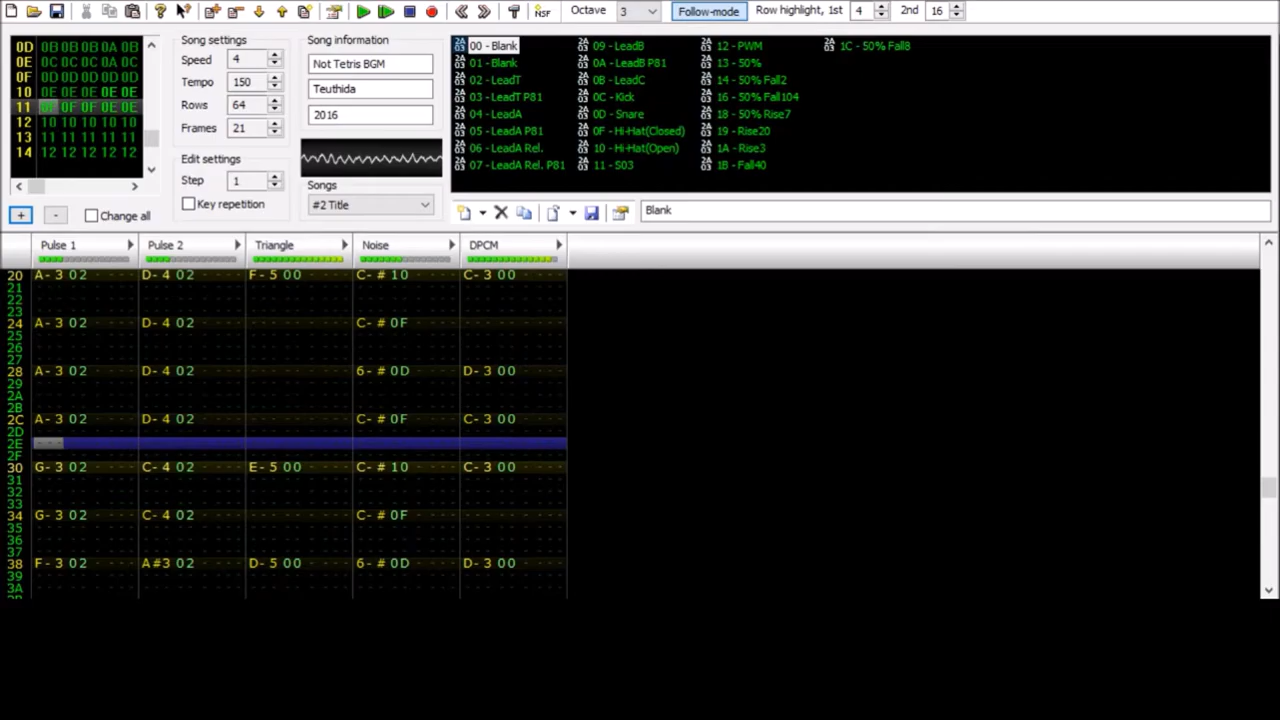 NSF Octave 3 Follow-mode Row highlight, 1st 4 2nd 16
0D 0B 0B 0B 0A 0B
0E 0C 0C 0C 0A 0C
0F 0D 0D 0D 0D 0D
10 0E 0E 0E 0E 0E
11 0F 0F 0F 0E 0E
12 10 10 10 10 10
13 11 11 11 11 11
14 12 12 12 12 12
+ - Change all
Song settings
Speed 4
Tempo 150
Rows 64
Frames 21
Edit settings
Step 1
Key repetition
Song information
Not Tetris BGM
Teuthida
2016
Songs
#2 Title
00 - Blank
01 - Blank
02 - LeadT
03 - LeadT P81
04 - LeadA
05 - LeadA P81
06 - LeadA Rel.
07 - LeadA Rel. P81
09 - LeadB
0A - LeadB P81
0B - LeadC
0C - Kick
0D - Snare
0F - Hi-Hat(Closed)
10 - Hi-Hat(Open)
11 - S03
12 - PWM
13 - 50%
14 - 50% Fall2
16 - 50% Fall104
18 - 50% Rise7
19 - Rise20
1A - Rise3
1B - Fall40
1C - 50% Fall8
Blank
Pulse 1 Pulse 2 Triangle Noise DPCM
20 A-3 02 D-4 02 F-5 00 C-# 10 C-3 00
21
22
23
24 A-3 02 D-4 02 C-# 0F
25
26
27
28 A-3 02 D-4 02 6-# 0D D-3 00
29
2A
2B
2C A-3 02 D-4 02 C-# 0F C-3 00
2D
2E
2F
30 G-3 02 C-4 02 E-5 00 C-# 10 C-3 00
31
32
33
34 G-3 02 C-4 02 C-# 0F
35
36
37
38 F-3 02 A#3 02 D-5 00 6-# 0D D-3 00
39
3A